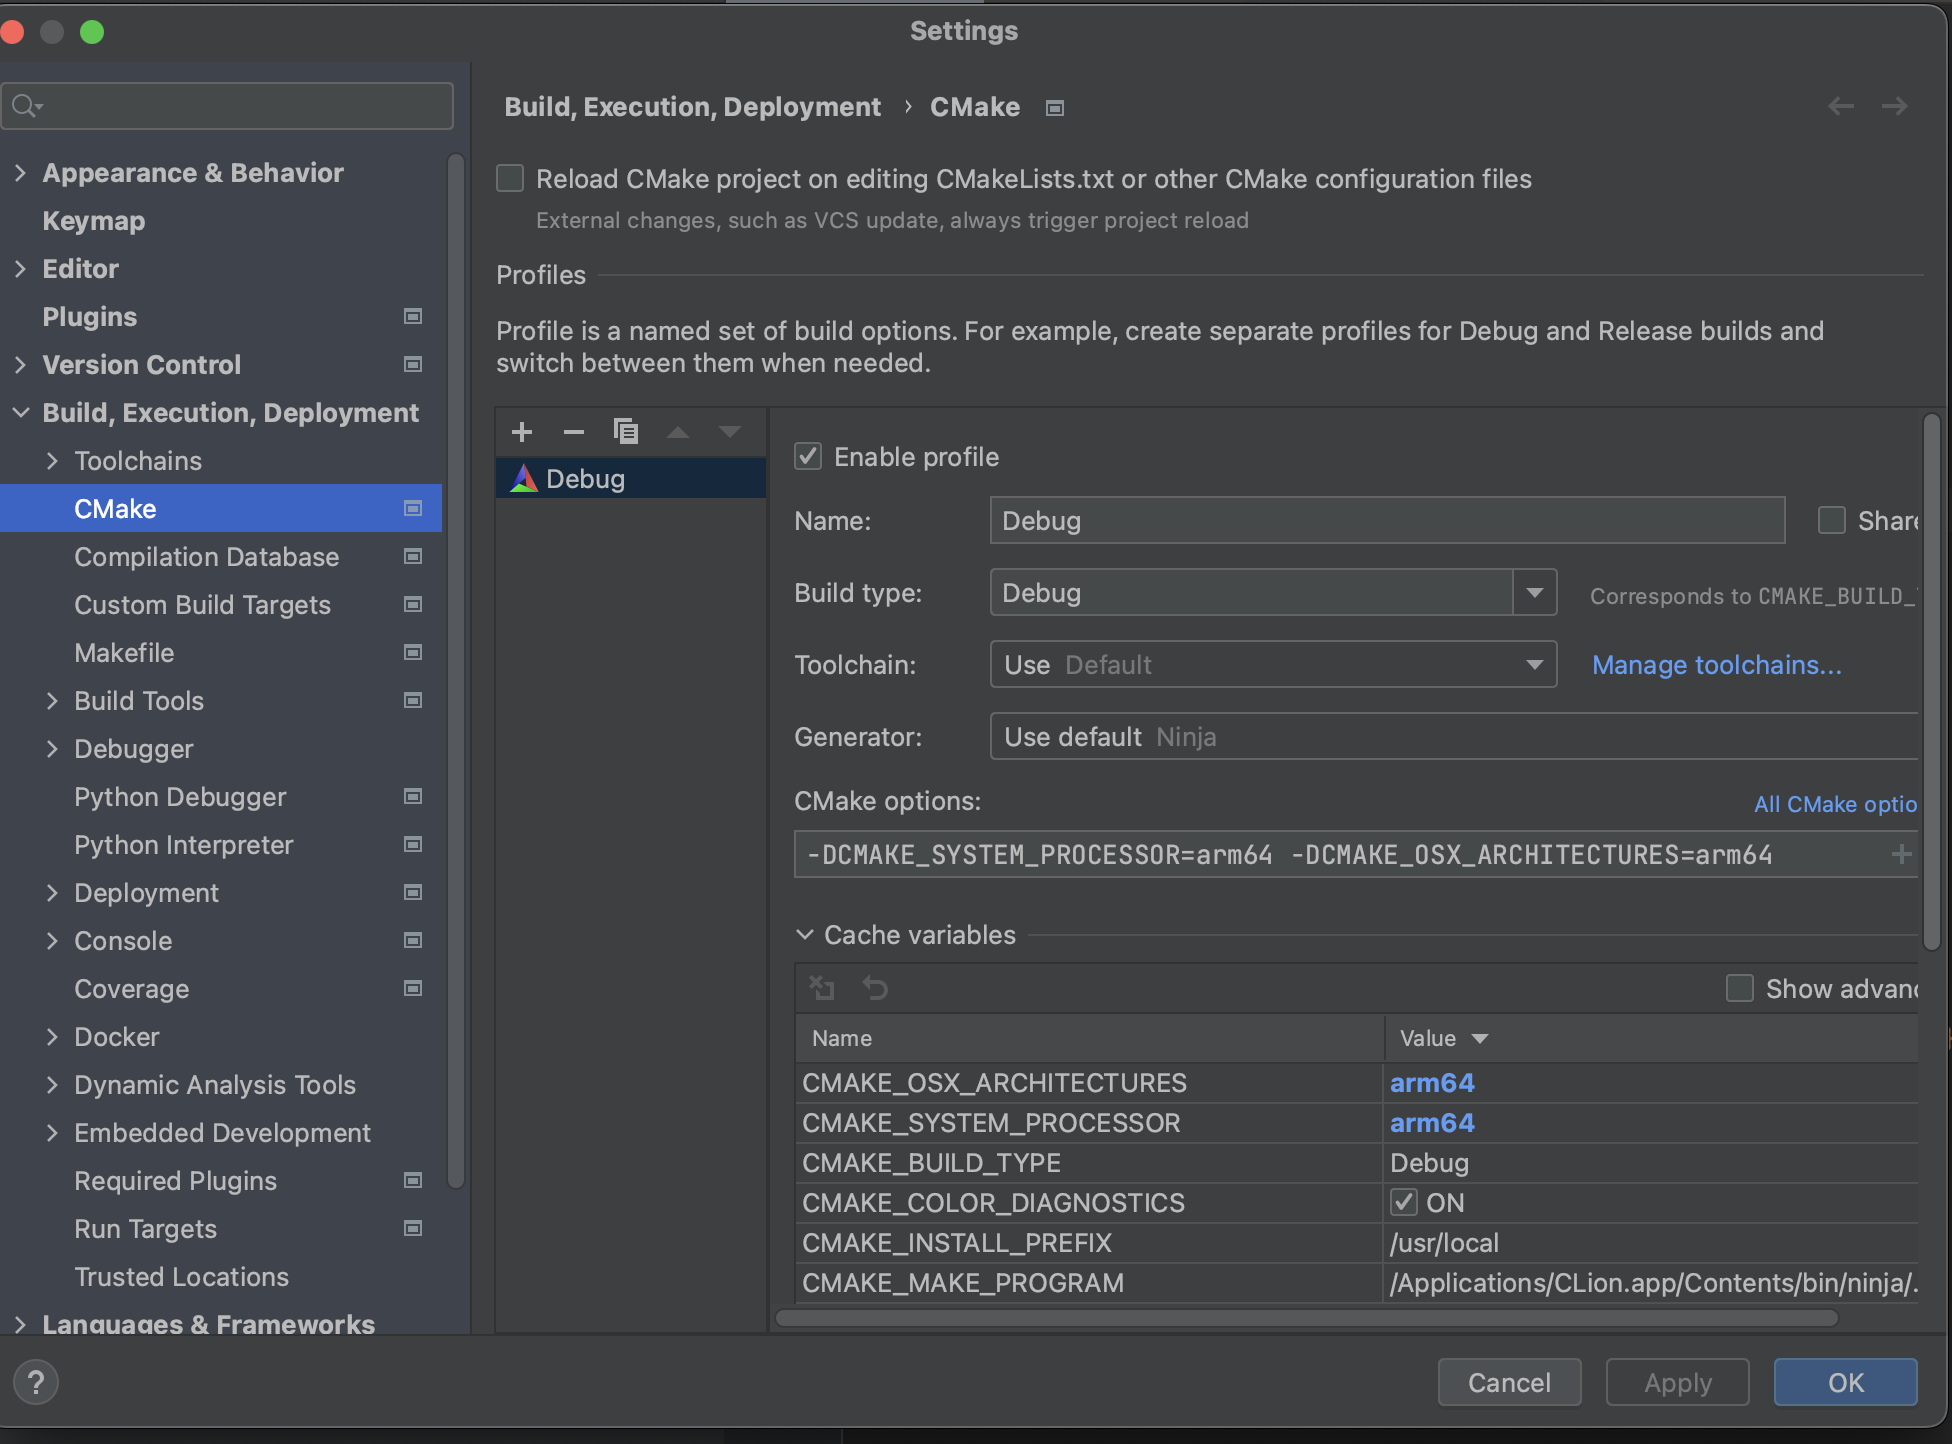 Settings
Appearance & Behavior
Keymap
Editor
Plugins
Version Control
Build, Execution, Deployment
Toolchains
CMake
Compilation Database
Custom Build Targets
Makefile
Build Tools
Debugger
Python Debugger
Python Interpreter
Deployment
Console
Coverage
Docker
Dynamic Analysis Tools
Embedded Development
Required Plugins
Run Targets
Trusted Locations
Languages & Frameworks
Build, Execution, Deployment › CMake
Reload CMake project on editing CMakeLists.txt or other CMake configuration files
External changes, such as VCS update, always trigger project reload
Profiles
Profile is a named set of build options. For example, create separate profiles for Debug and Release builds and
switch between them when needed.
Debug
Enable profile
Name: Debug Share
Build type: Debug Corresponds to CMAKE_BUILD_
Toolchain: Use Default Manage toolchains...
Generator: Use default Ninja
CMake options: All CMake optio
-DCMAKE_SYSTEM_PROCESSOR=arm64 -DCMAKE_OSX_ARCHITECTURES=arm64
Cache variables
Show advanc
Name Value
CMAKE_OSX_ARCHITECTURES arm64
CMAKE_SYSTEM_PROCESSOR arm64
CMAKE_BUILD_TYPE Debug
CMAKE_COLOR_DIAGNOSTICS ON
CMAKE_INSTALL_PREFIX /usr/local
CMAKE_MAKE_PROGRAM /Applications/CLion.app/Contents/bin/ninja/.
? Cancel Apply OK